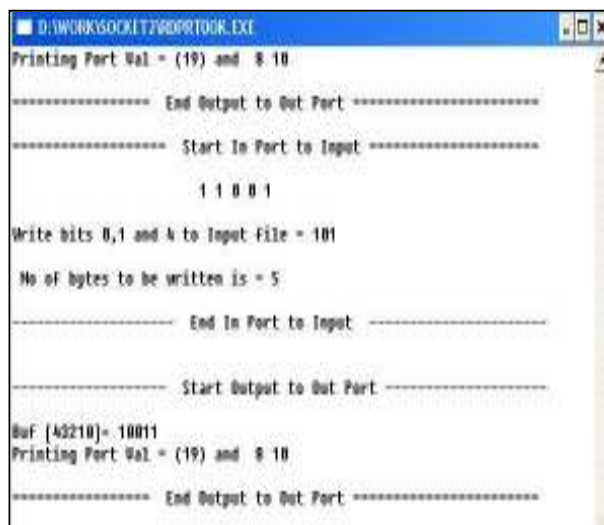 D:\WORK\SOCKET2\RDPRTOOK.EXE
Printing Port Val = (19) and 8 10
================= End Output to Out Port =======================
=================== Start In Port to Input =====================
1 1 0 0 1
Write bits 0,1 and 4 to Input file = 101
No of bytes to be written is = 5
-------------------- End In Port to Input ----------------------
------------------- Start Output to Out Port --------------------
Buf [43210]= 10011
Printing Port Val = (19) and 8 10
================= End Output to Out Port =======================